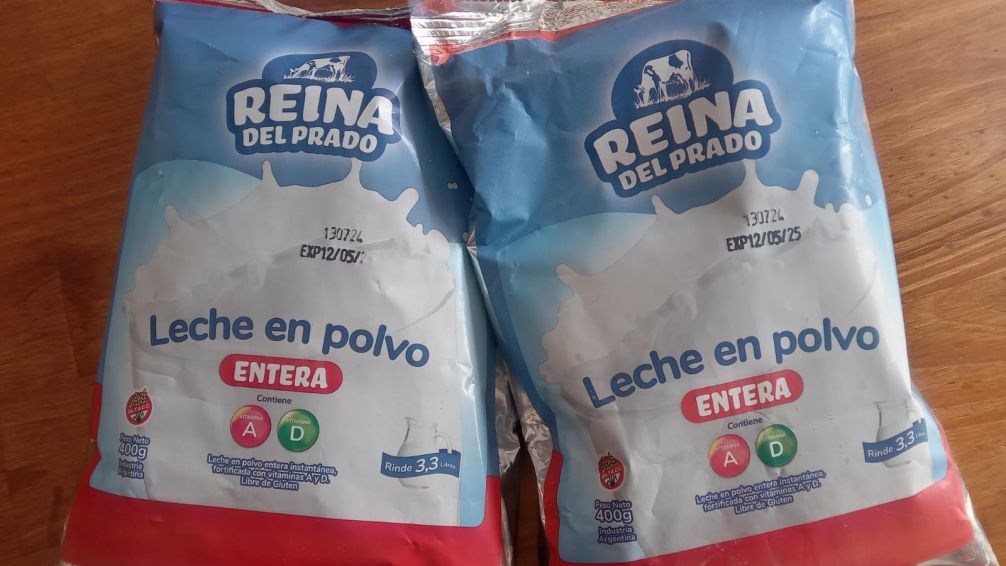 REINA
DEL PRADO
130724
EXP12/05/
Leche en polvo
ENTERA
Contiene
VITAMINA
A
VITAMINA
D
SIN T.A.C.C.
Peso Neto
400g
Industria
Argentina
Leche en polvo entera instantánea,
fortificada con vitaminas A y D.
Libre de Gluten
Rinde 3,3 Litros
REINA
DEL PRADO
130724
EXP12/05/25
Leche en polvo
ENTERA
Contiene
VITAMINA
A
VITAMINA
D
Peso Neto
400g
Industria
Argentina
Leche en polvo entera instantánea,
fortificada con vitaminas A y D.
Libre de Gluten
Rinde 3,3 Litros